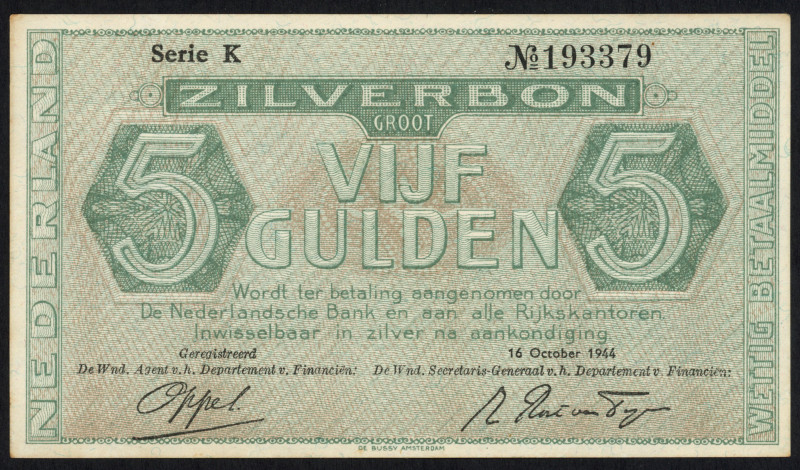 Serie K
№193379
ZILVERBON
GROOT
5
VIJF
GULDEN
5
NEDERLAND
WETTIG BETAALMIDDEL
Wordt ter betaling aangenomen door
De Nederlandsche Bank en aan alle Rijkskantoren.
Inwisselbaar in zilver na aankondiging
Geregistreerd
16 October 1944
De Wnd. Agent v.h. Departement v. Financiën:
De Wnd. Secretaris-Generaal v.h. Departement v. Financiën:
Oppel.
DE BUSSY AMSTERDAM